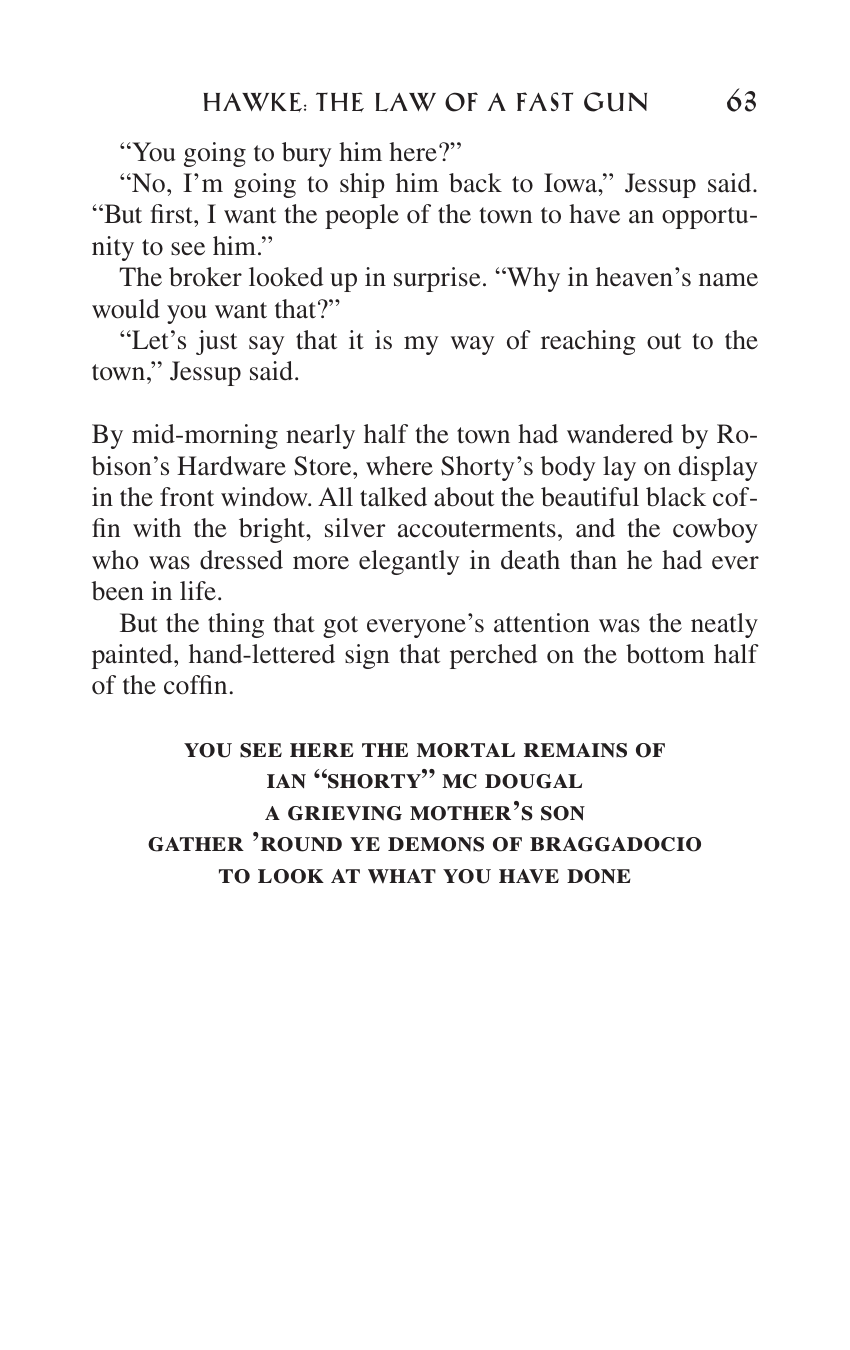 HAWKE: THE LAW OF A FAST GUN 63
“You going to bury him here?”
“No, I’m going to ship him back to Iowa,” Jessup said.
“But first, I want the people of the town to have an opportu-
nity to see him.”
The broker looked up in surprise. “Why in heaven’s name
would you want that?”
“Let’s just say that it is my way of reaching out to the
town,” Jessup said.
By mid-morning nearly half the town had wandered by Ro-
bison’s Hardware Store, where Shorty’s body lay on display
in the front window. All talked about the beautiful black cof-
fin with the bright, silver accouterments, and the cowboy
who was dressed more elegantly in death than he had ever
been in life.
But the thing that got everyone’s attention was the neatly
painted, hand-lettered sign that perched on the bottom half
of the coffin.
YOU SEE HERE THE MORTAL REMAINS OF
IAN “SHORTY” MC DOUGAL
A GRIEVING MOTHER’S SON
GATHER ’ROUND YE DEMONS OF BRAGGADOCIO
TO LOOK AT WHAT YOU HAVE DONE